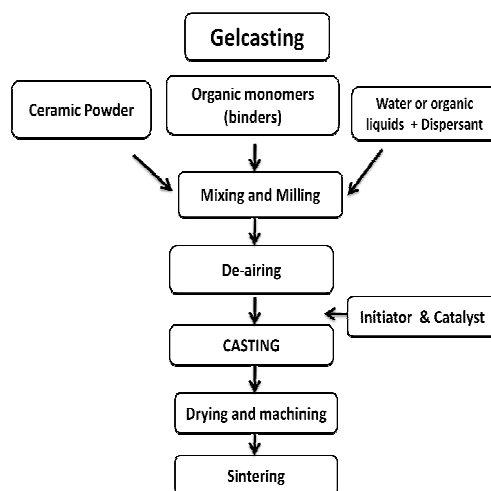 Gelcasting
Ceramic Powder
Organic monomers
(binders)
Water or organic
liquids + Dispersant
Mixing and Milling
De-airing
Initiator & Catalyst
CASTING
Drying and machining
Sintering